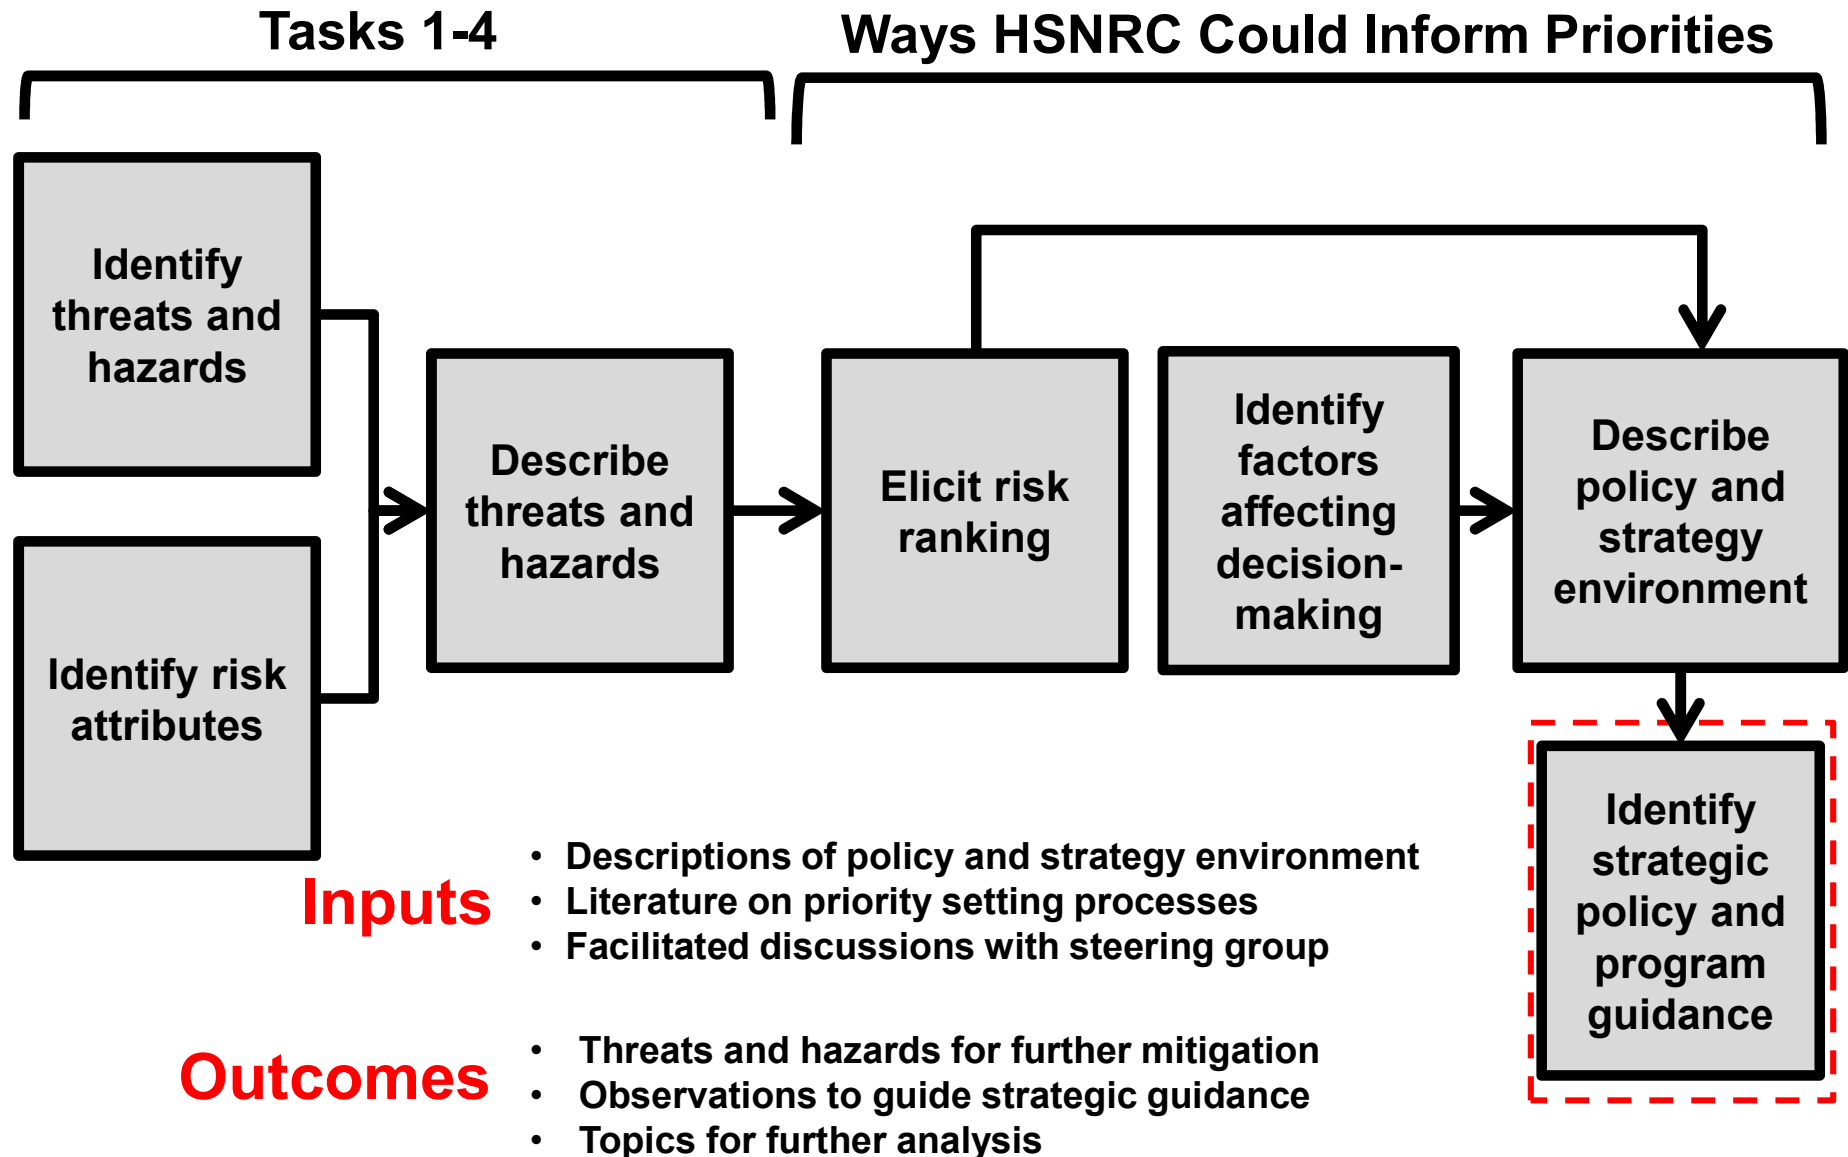 Tasks 1-4
Ways HSNRC Could Inform Priorities
Identify
threats and
hazards
Identify risk
attributes
Describe
threats and
hazards
Elicit risk
ranking
Identify
factors
affecting
decision-
making
Describe
policy and
strategy
environment
Identify
strategic
policy and
program
guidance
Inputs
• Descriptions of policy and strategy environment
• Literature on priority setting processes
• Facilitated discussions with steering group
Outcomes
• Threats and hazards for further mitigation
• Observations to guide strategic guidance
• Topics for further analysis